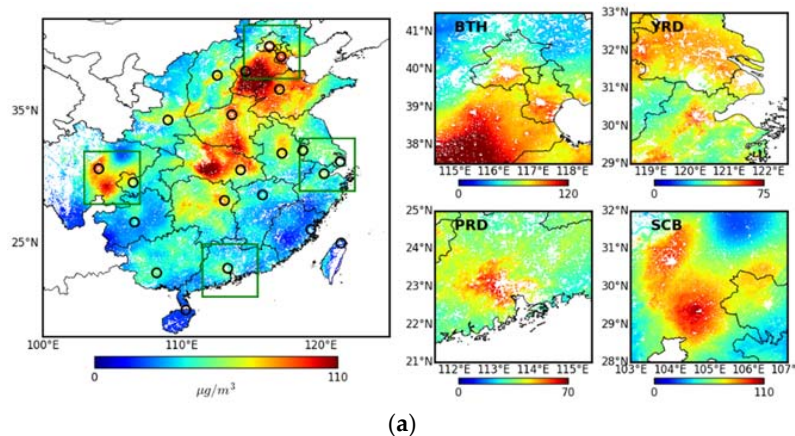 35°N
25°N
100°E 110°E 120°E
0 110
μg/m³
BTH
41°N
40°N
39°N
38°N
115°E 116°E 117°E 118°E
0 120
YRD
33°N
32°N
31°N
30°N
29°N
119°E 120°E 121°E 122°E
0 75
PRD
25°N
24°N
23°N
22°N
21°N
112°E 113°E 114°E 115°E
0 70
SCB
32°N
31°N
30°N
29°N
28°N
103°E 104°E 105°E 106°E 107°
0 110
(a)